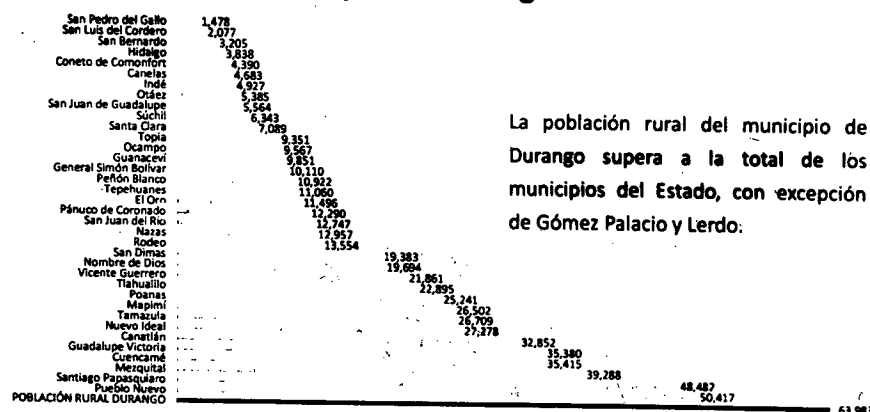 San Pedro del Gallo 1,478
San Luis del Cordero 2,077
San Bernardo 3,205
Hidalgo 3,838
Coneto de Comonfort 4,390
Canelas 4,683
Indé 4,927
Otáez 5,385
San Juan de Guadalupe 5,564
Súchil 6,343
Santa Clara 7,089
Topia 9,351
Ocampo 9,567
Guanaceví 9,851
General Simón Bolívar 10,110
Peñón Blanco 10,922
Tepehuanes 11,060
El Oro 11,496
Pánuco de Coronado 12,290
San Juan del Río 12,747
Nazas 12,957
Rodeo 13,554
San Dimas 19,383
Nombre de Dios 19,694
Vicente Guerrero 21,861
Tlahualilo 22,895
Poanas 25,241
Mapimí 26,502
Tamazula 26,709
Nuevo Ideal 27,278
Canatlán 32,852
Guadalupe Victoria 35,380
Cuencamé 35,415
Mezquital 39,288
Santiago Papasquiaro 48,482
Pueblo Nuevo 50,417
POBLACIÓN RURAL DURANGO
La población rural del municipio de
Durango supera a la total de los
municipios del Estado, con excepción
de Gómez Palacio y Lerdo.